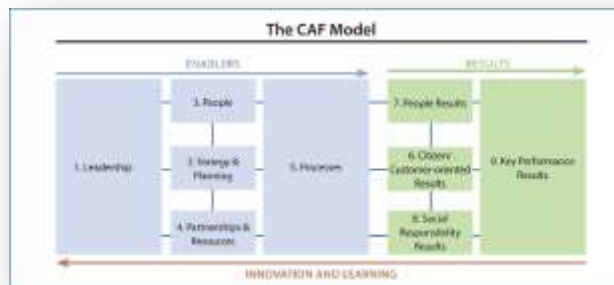 The CAF Model
ENABLERS
RESULTS
1. Leadership
3. People
2. Strategy &
Planning
4. Partnerships &
Resources
5. Processes
7. People Results
6. Citizen/
Customer-oriented
Results
8. Social
Responsibility
Results
9. Key Performance
Results
INNOVATION AND LEARNING